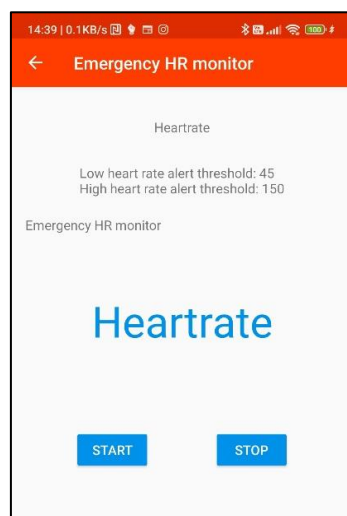 14:39 | 0.1KB/s
100
Emergency HR monitor
Heartrate
Low heart rate alert threshold: 45
High heart rate alert threshold: 150
Emergency HR monitor
Heartrate
START
STOP